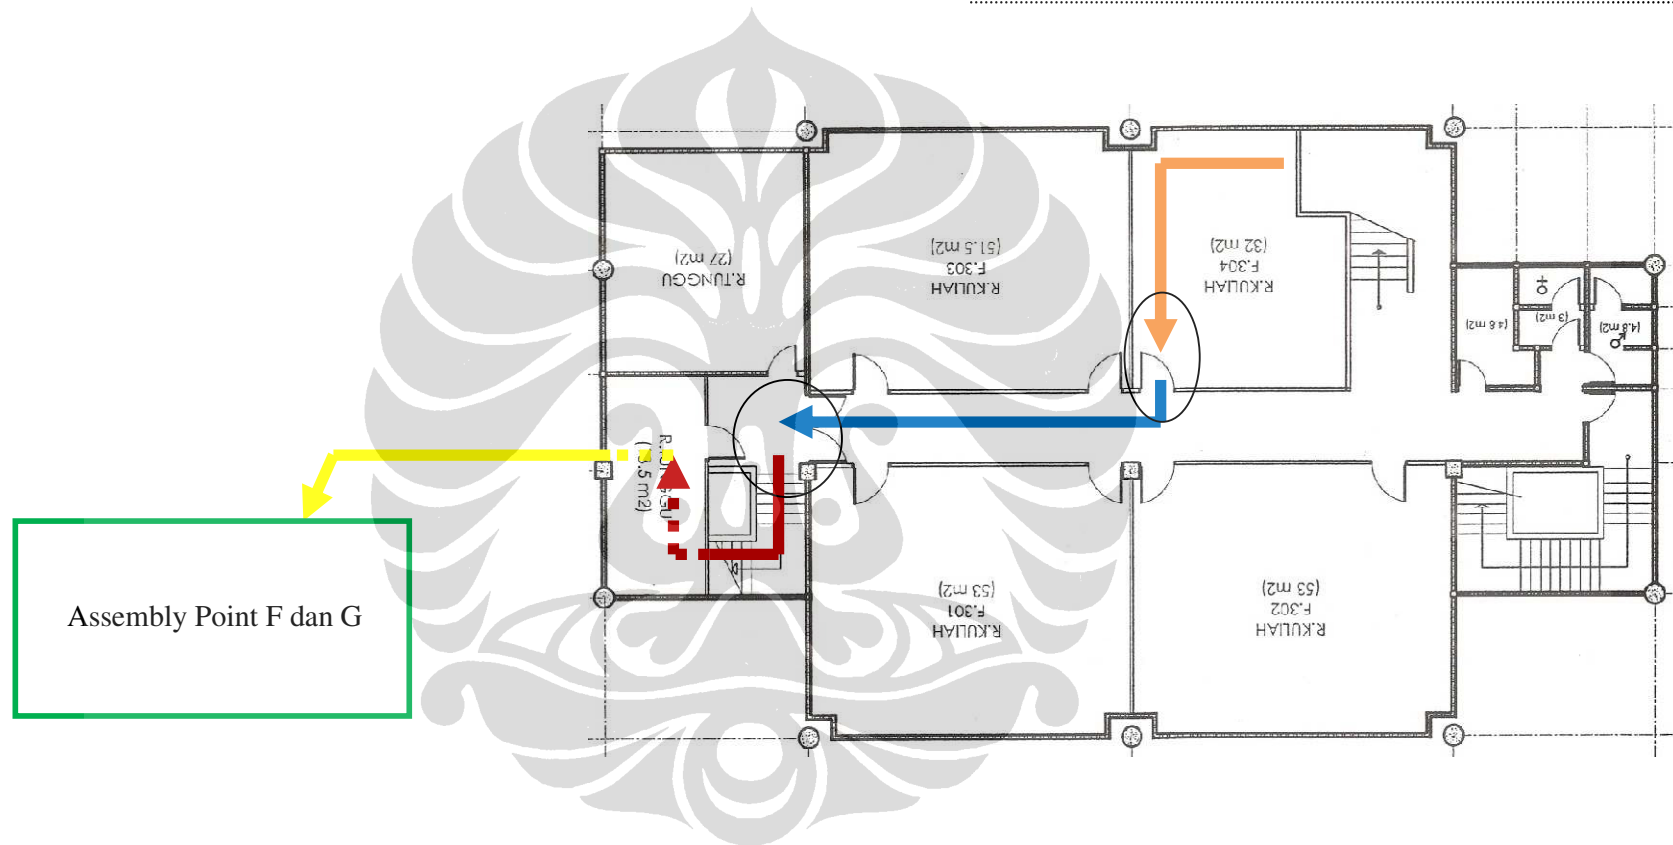 R.TUNGGU
(27 m2)
R.KULIAH
F.303
(51.5 m2)
R.KULIAH
F.304
(32 m2)
(4.8 m2)
(3 m2)
(4.8 m2)
R.KULIAH
F.301
(53 m2)
R.KULIAH
F.302
(53 m2)
Assembly Point F dan G